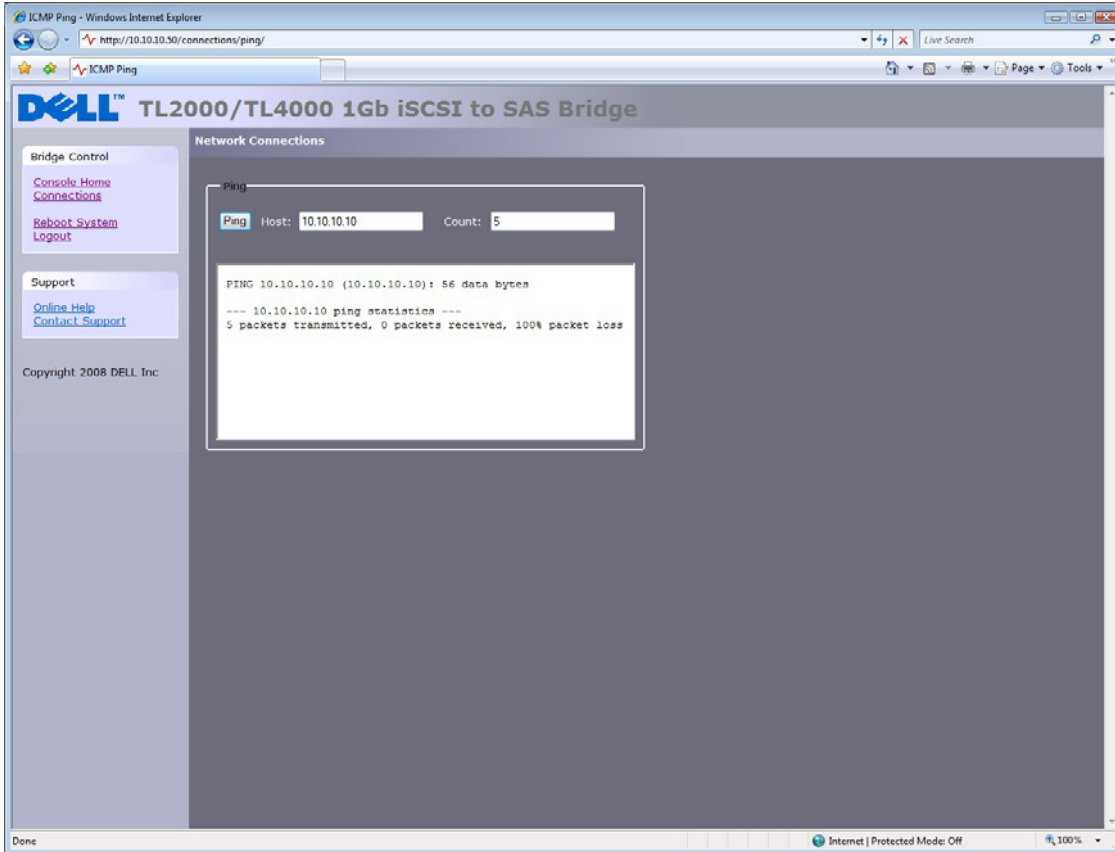 ICMP Ping - Windows Internet Explorer
http://10.10.10.50/connections/ping/
Live Search
ICMP Ping
Page
Tools
DELL™ TL2000/TL4000 1Gb iSCSI to SAS Bridge
Network Connections
Bridge Control
Console Home
Connections
Reboot System
Logout
Support
Online Help
Contact Support
Copyright 2008 DELL Inc
Ping
Ping Host: 10.10.10.10 Count: 5
PING 10.10.10.10 (10.10.10.10): 56 data bytes
--- 10.10.10.10 ping statistics ---
5 packets transmitted, 0 packets received, 100% packet loss
Done
Internet | Protected Mode: Off
100%